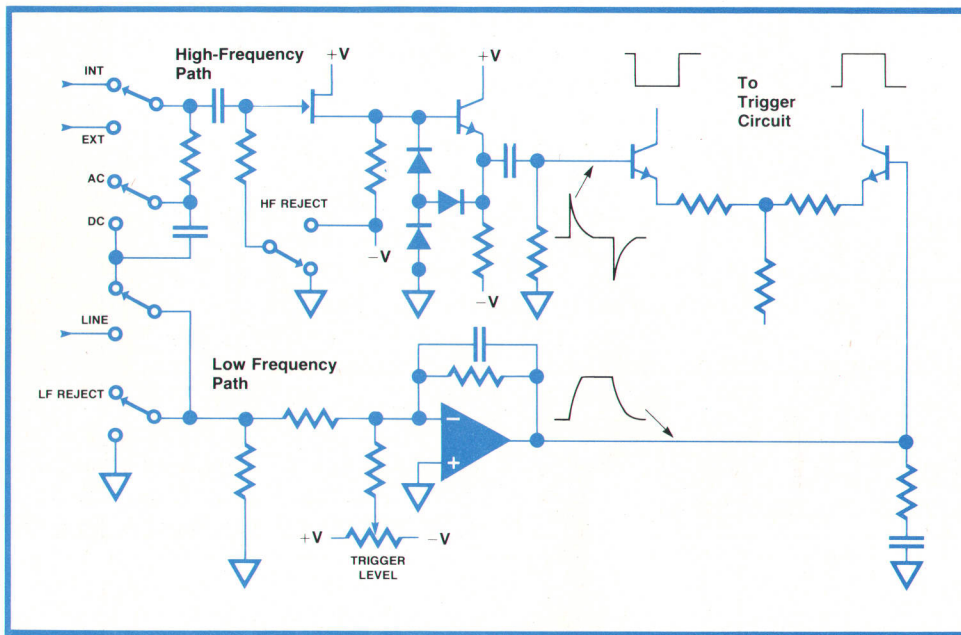 INT
High-Frequency
Path
+V
+V
To
Trigger
Circuit
EXT
AC
DC
HF REJECT
−V
−V
LINE
Low Frequency
Path
LF REJECT
−
+
+V
−V
TRIGGER
LEVEL